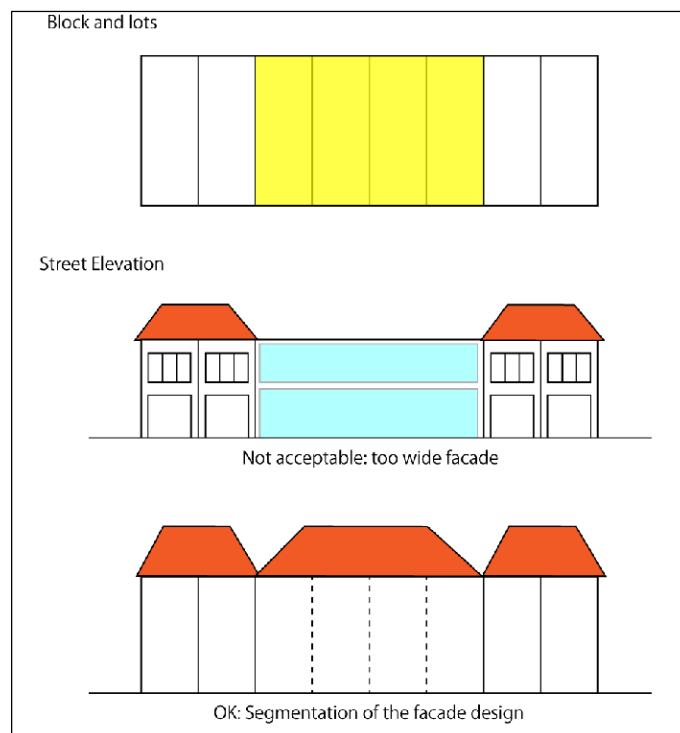 Block and lots
Street Elevation
Not acceptable: too wide facade
OK: Segmentation of the facade design